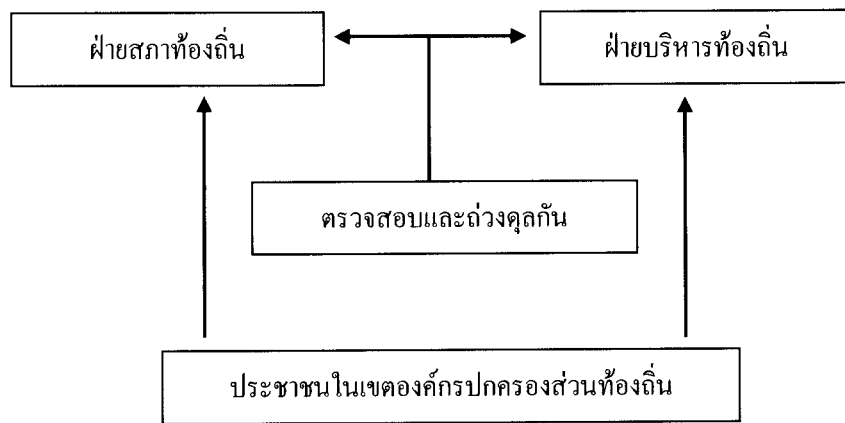 ฝ่ายสภาท้องถิ่น
ฝ่ายบริหารท้องถิ่น
ตรวจสอบและถ่วงดุลกัน
ประชาชนในเขตองค์กรปกครองส่วนท้องถิ่น